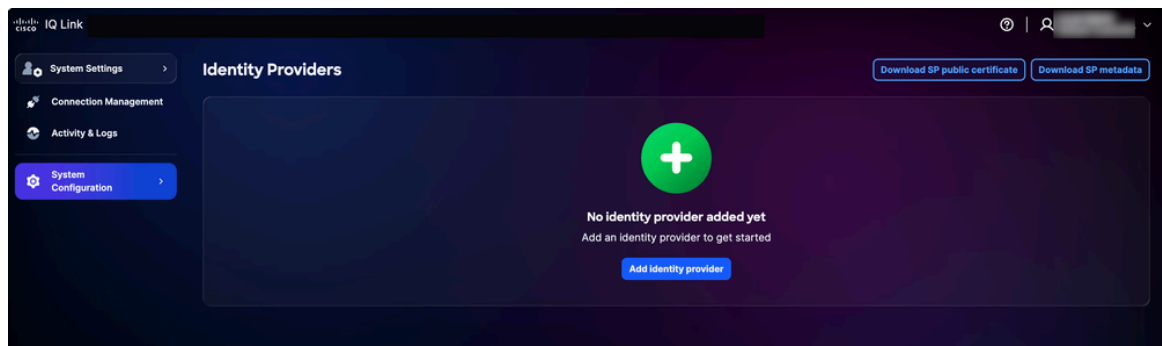 cisco IQ Link
System Settings
Identity Providers
Download SP public certificate
Download SP metadata
Connection Management
Activity & Logs
System
Configuration
No identity provider added yet
Add an identity provider to get started
Add identity provider